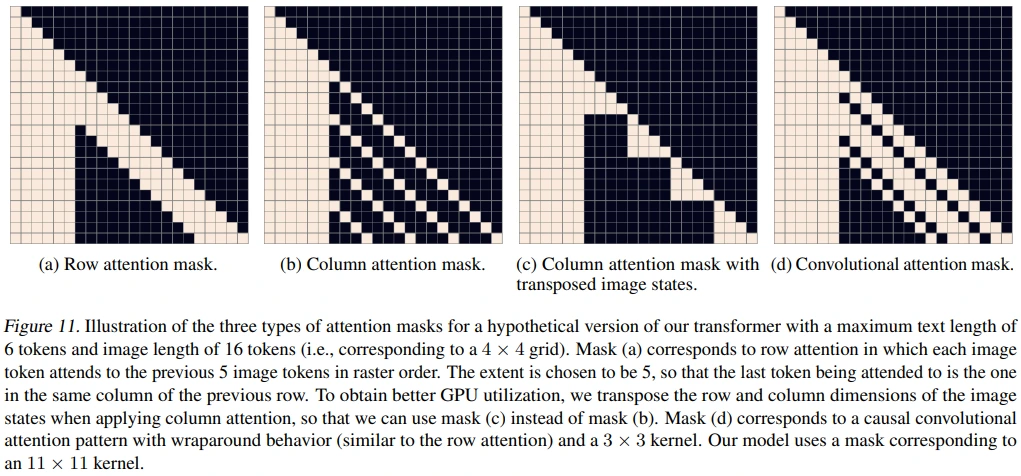 (a) Row attention mask.
(b) Column attention mask.
(c) Column attention mask with
transposed image states.
(d) Convolutional attention mask.
Figure 11. Illustration of the three types of attention masks for a hypothetical version of our transformer with a maximum text length of
6 tokens and image length of 16 tokens (i.e., corresponding to a 4 × 4 grid). Mask (a) corresponds to row attention in which each image
token attends to the previous 5 image tokens in raster order. The extent is chosen to be 5, so that the last token being attended to is the one
in the same column of the previous row. To obtain better GPU utilization, we transpose the row and column dimensions of the image
states when applying column attention, so that we can use mask (c) instead of mask (b). Mask (d) corresponds to a causal convolutional
attention pattern with wraparound behavior (similar to the row attention) and a 3 × 3 kernel. Our model uses a mask corresponding to
an 11 × 11 kernel.